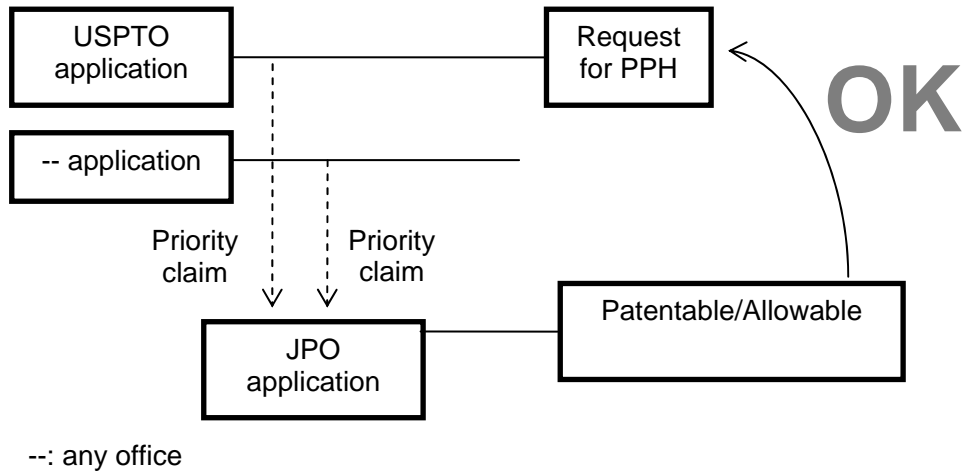 USPTO
application
Request
for PPH
OK
-- application
Priority
claim
Priority
claim
Patentable/Allowable
JPO
application
--: any office